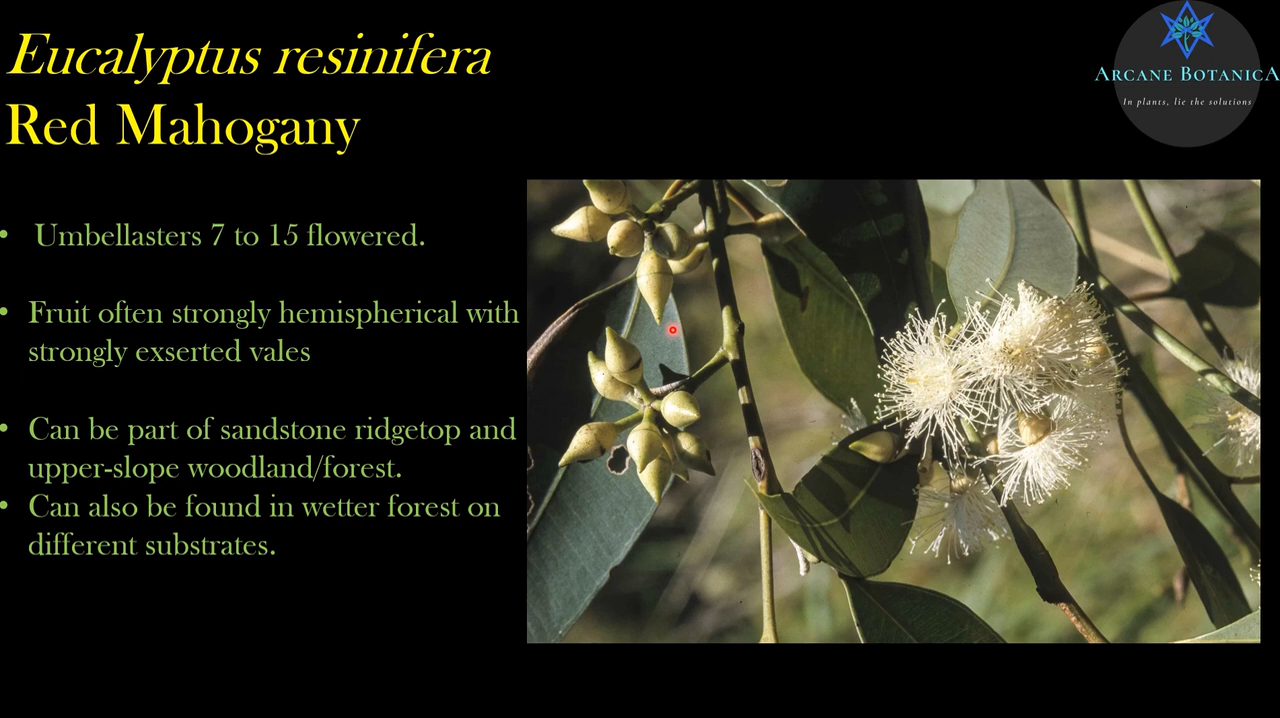 Eucalyptus resinifera
Red Mahogany
ARCANE BOTANICA
In plants, lie the solutions
• Umbellasters 7 to 15 flowered.
• Fruit often strongly hemispherical with
strongly exserted vales
• Can be part of sandstone ridgetop and
upper-slope woodland/forest.
• Can also be found in wetter forest on
different substrates.